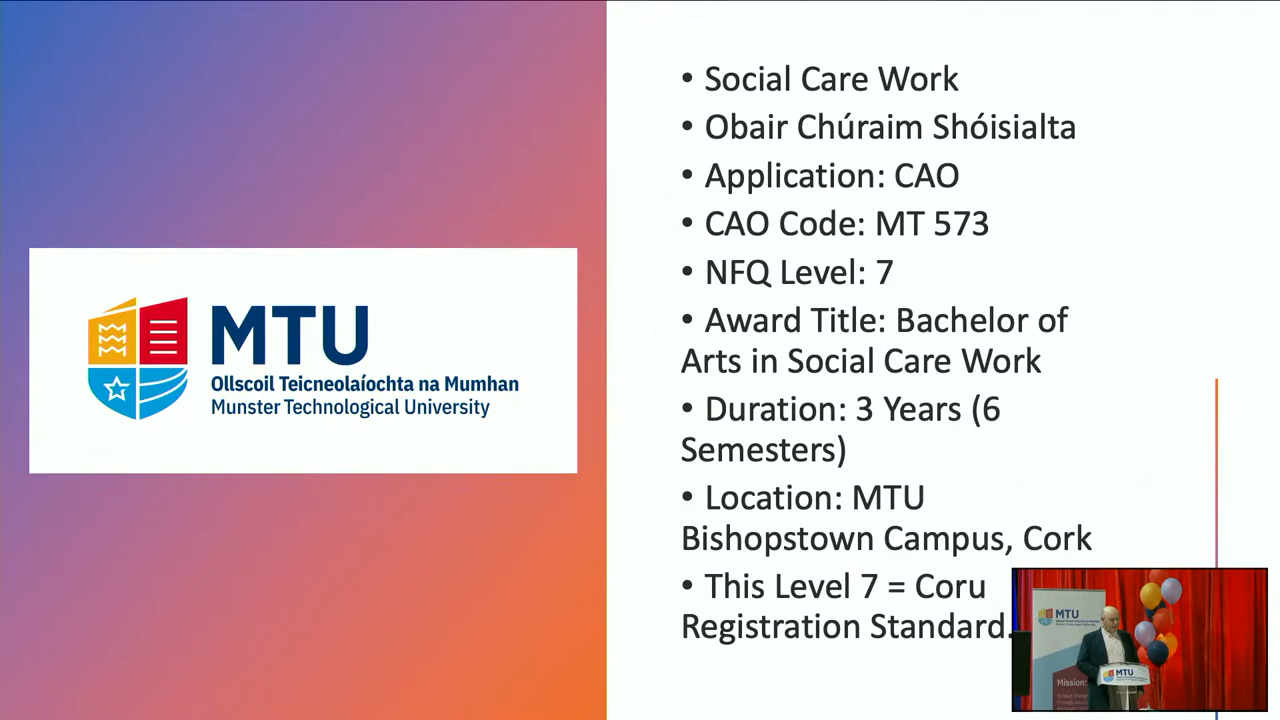 MTU
Ollscoil Teicneolaíochta na Mumhan
Munster Technological University
• Social Care Work
• Obair Chúraim Shóisialta
• Application: CAO
• CAO Code: MT 573
• NFQ Level: 7
• Award Title: Bachelor of
Arts in Social Care Work
• Duration: 3 Years (6
Semesters)
• Location: MTU
Bishopstown Campus, Cork
• This Level 7 = Coru
Registration Standard.
MTU
MTU
Mission: